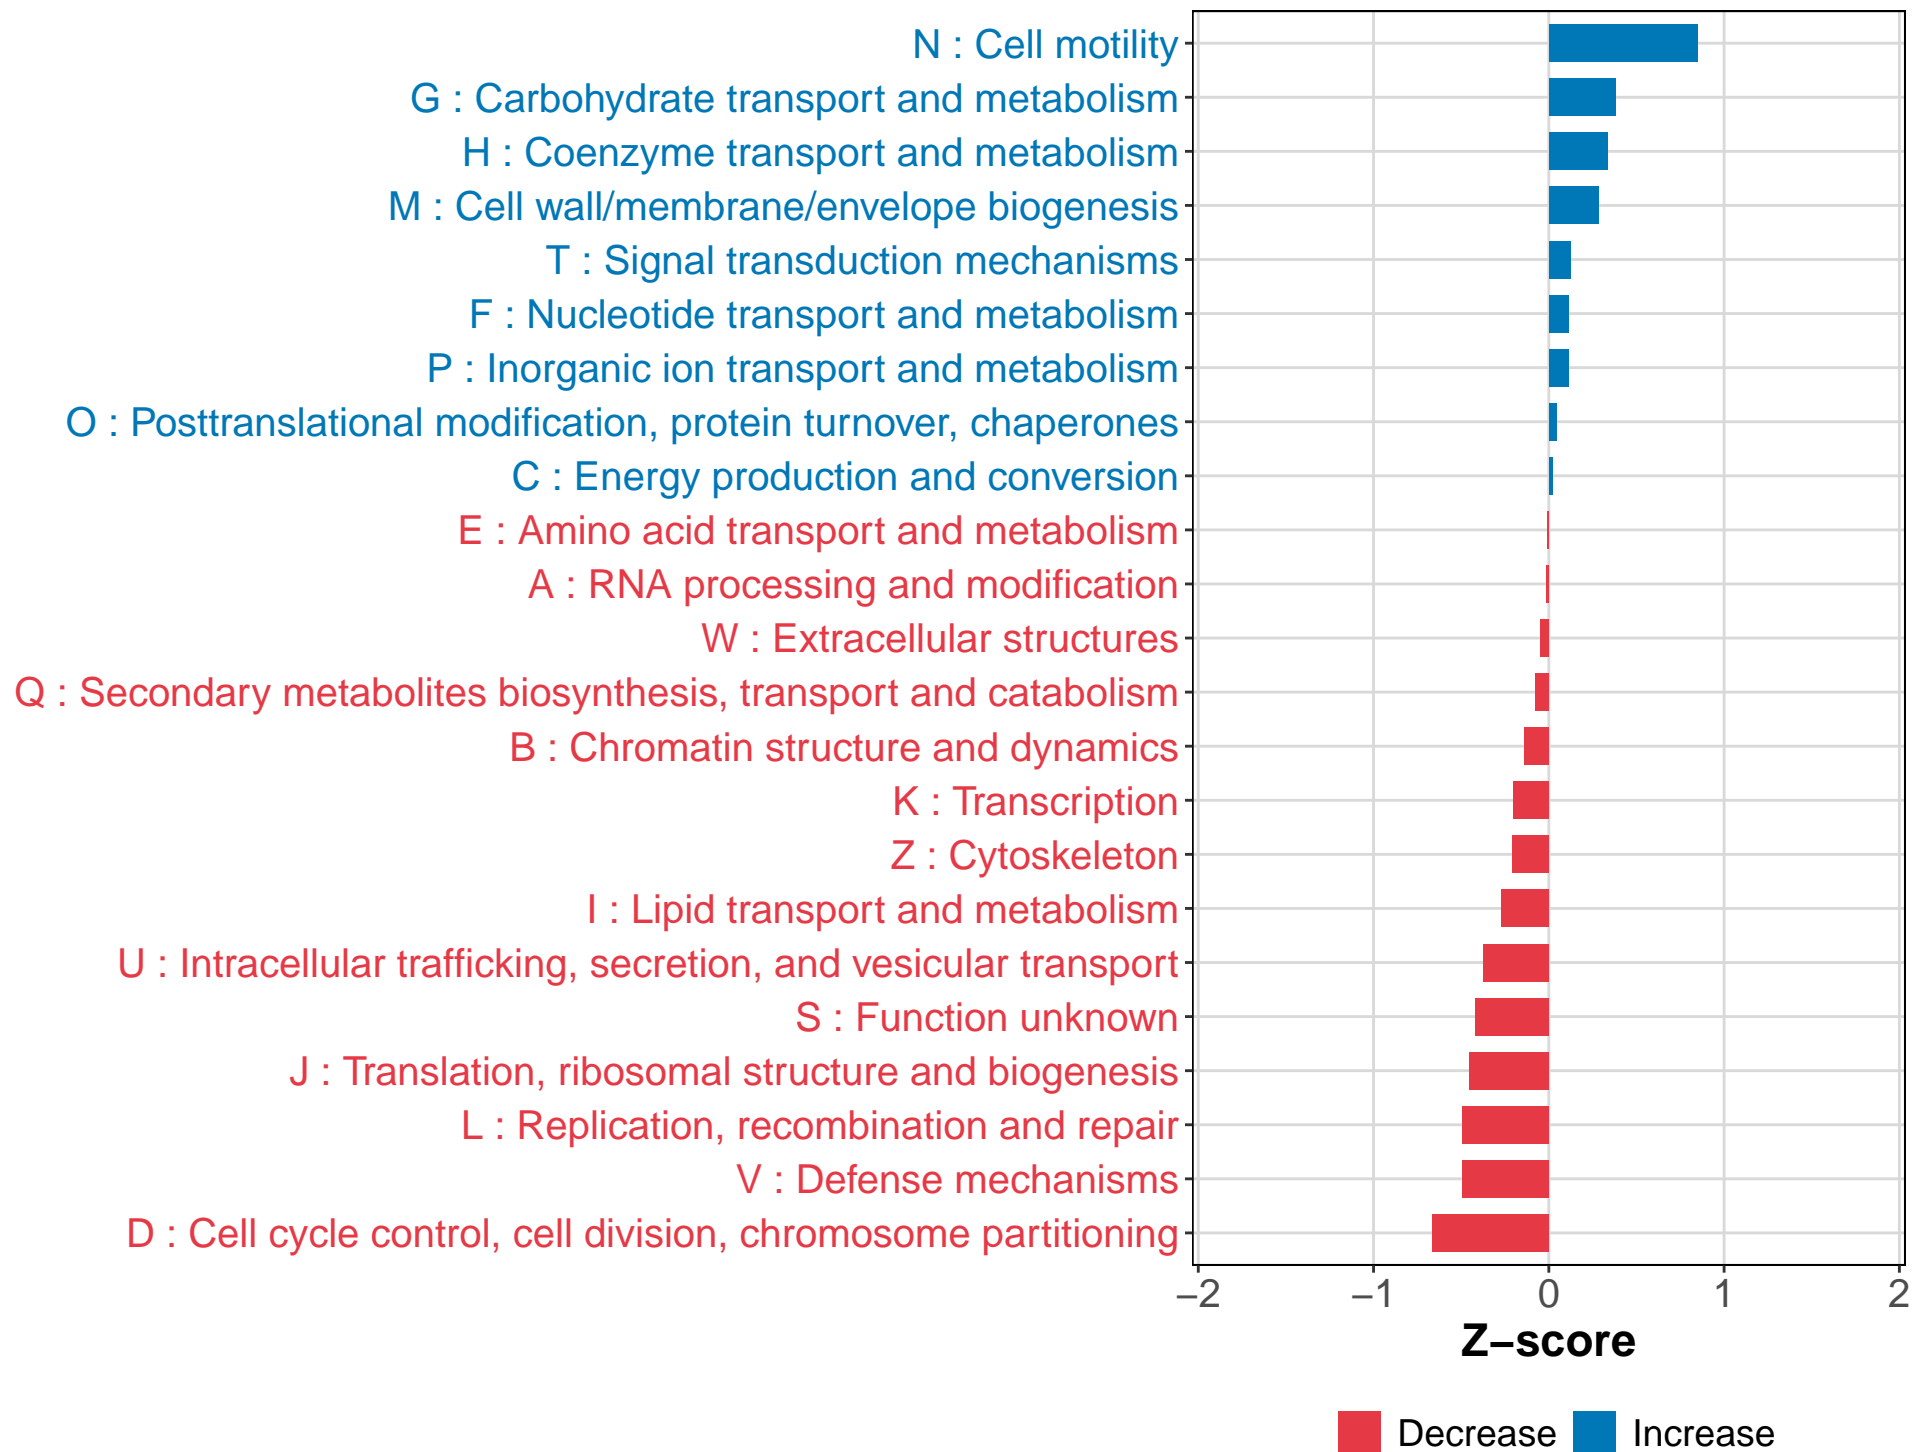 N : Cell motility
G : Carbohydrate transport and metabolism
H : Coenzyme transport and metabolism
M : Cell wall/membrane/envelope biogenesis
T : Signal transduction mechanisms
F : Nucleotide transport and metabolism
P : Inorganic ion transport and metabolism
O : Posttranslational modification, protein turnover, chaperones
C : Energy production and conversion
E : Amino acid transport and metabolism
A : RNA processing and modification
W : Extracellular structures
Q : Secondary metabolites biosynthesis, transport and catabolism
B : Chromatin structure and dynamics
K : Transcription
Z : Cytoskeleton
I : Lipid transport and metabolism
U : Intracellular trafficking, secretion, and vesicular transport
S : Function unknown
J : Translation, ribosomal structure and biogenesis
L : Replication, recombination and repair
V : Defense mechanisms
D : Cell cycle control, cell division, chromosome partitioning
−2 −1 0 1 2
Z−score
Decrease Increase